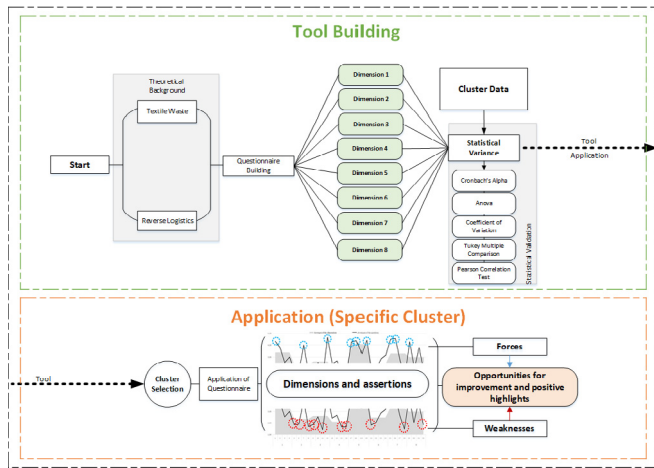 Tool Building
Theoretical
Background
Textile Waste
Reverse Logistics
Start
Questionnaire
Building
Dimension 1
Dimension 2
Dimension 3
Dimension 4
Dimension 5
Dimension 6
Dimension 7
Dimension 8
Cluster Data
Statistical
Variance
Cronbach's Alpha
Anova
Coefficient of
Variation
Tukey Multiple
Comparison
Pearson Correlation
Test
Statistical Validation
Tool
Application
Application (Specific Cluster)
Tool
Cluster
Selection
Application of
Questionnaire
Dimensions and assertions
Forces
Opportunities for
improvement and positive
highlights
Weaknesses